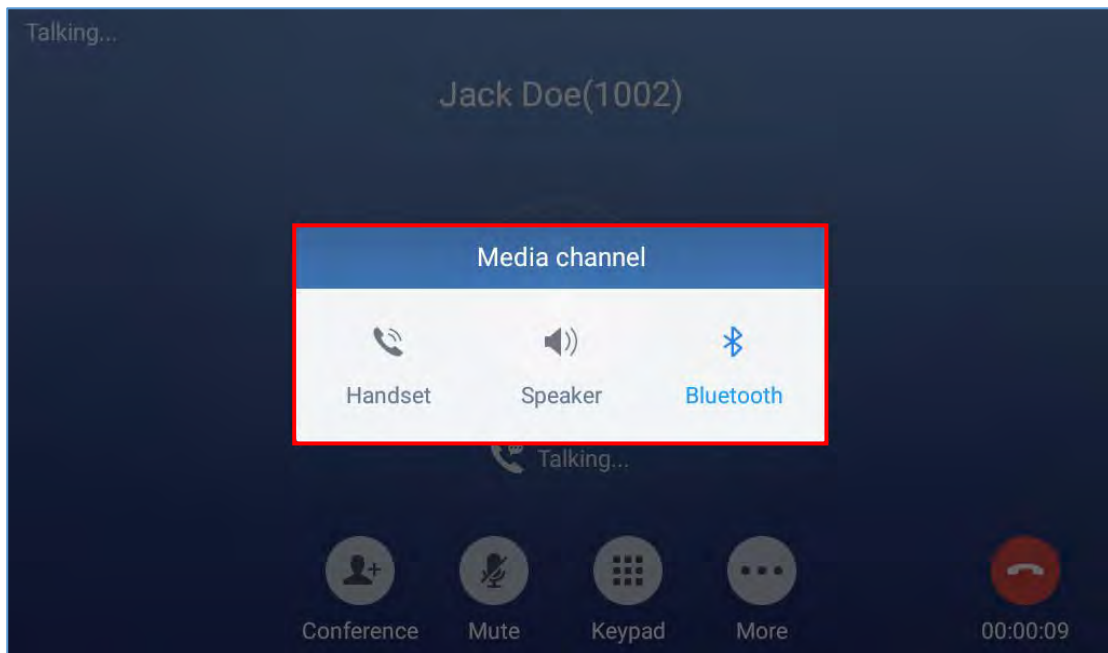 Talking...
Jack Doe(1002)
Media channel
Handset Speaker Bluetooth
Talking...
Conference Mute Keypad More 00:00:09